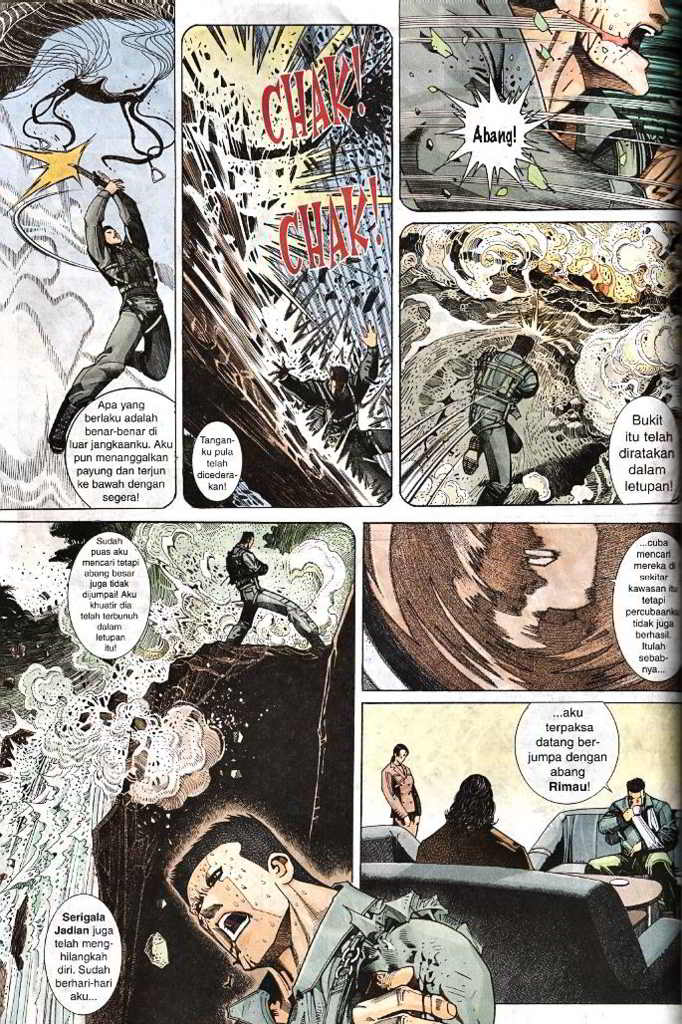 Apa yang
berlaku adalah
benar-benar di
luar jangkaanku. Aku
pun menanggalkan
payung dan terjun
ke bawah dengan
segera!
CHAK!
CHAK!
Tangan-
ku pula
telah
dicedera-
kan!
Abang!
Bukit
itu telah
diratakan
dalam
letupan!
Sudah
puas aku
mencari tetapi
abang besar
juga tidak
dijumpai! Aku
khuatir dia
telah terbunuh
dalam
letupan
itu!
Serigala
Jadian juga
telah meng-
hilangkan
diri. Sudah
berhari-hari
aku...
...cuba
mencari
mereka di
sekitar
kawasan itu
tetapi
percubaanku
tidak juga
berhasil.
Itulah
sebab-
nya...
...aku
terpaksa
datang ber-
jumpa dengan
abang
Rimau!